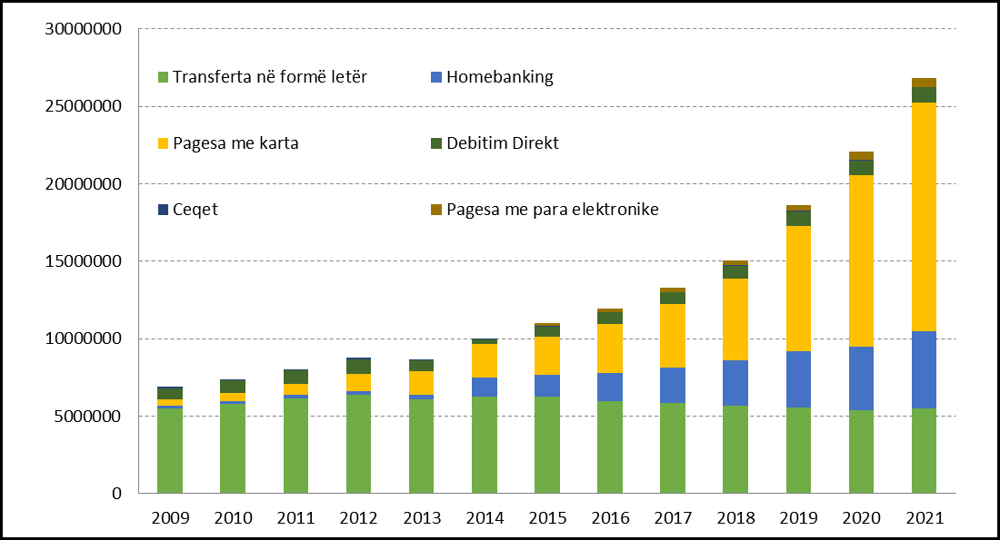 30000000
25000000
20000000
15000000
10000000
5000000
0
Transferta në formë letër
Homebanking
Pagesa me karta
Debitim Direkt
Ceqet
Pagesa me para elektronike
2009 2010 2011 2012 2013 2014 2015 2016 2017 2018 2019 2020 2021